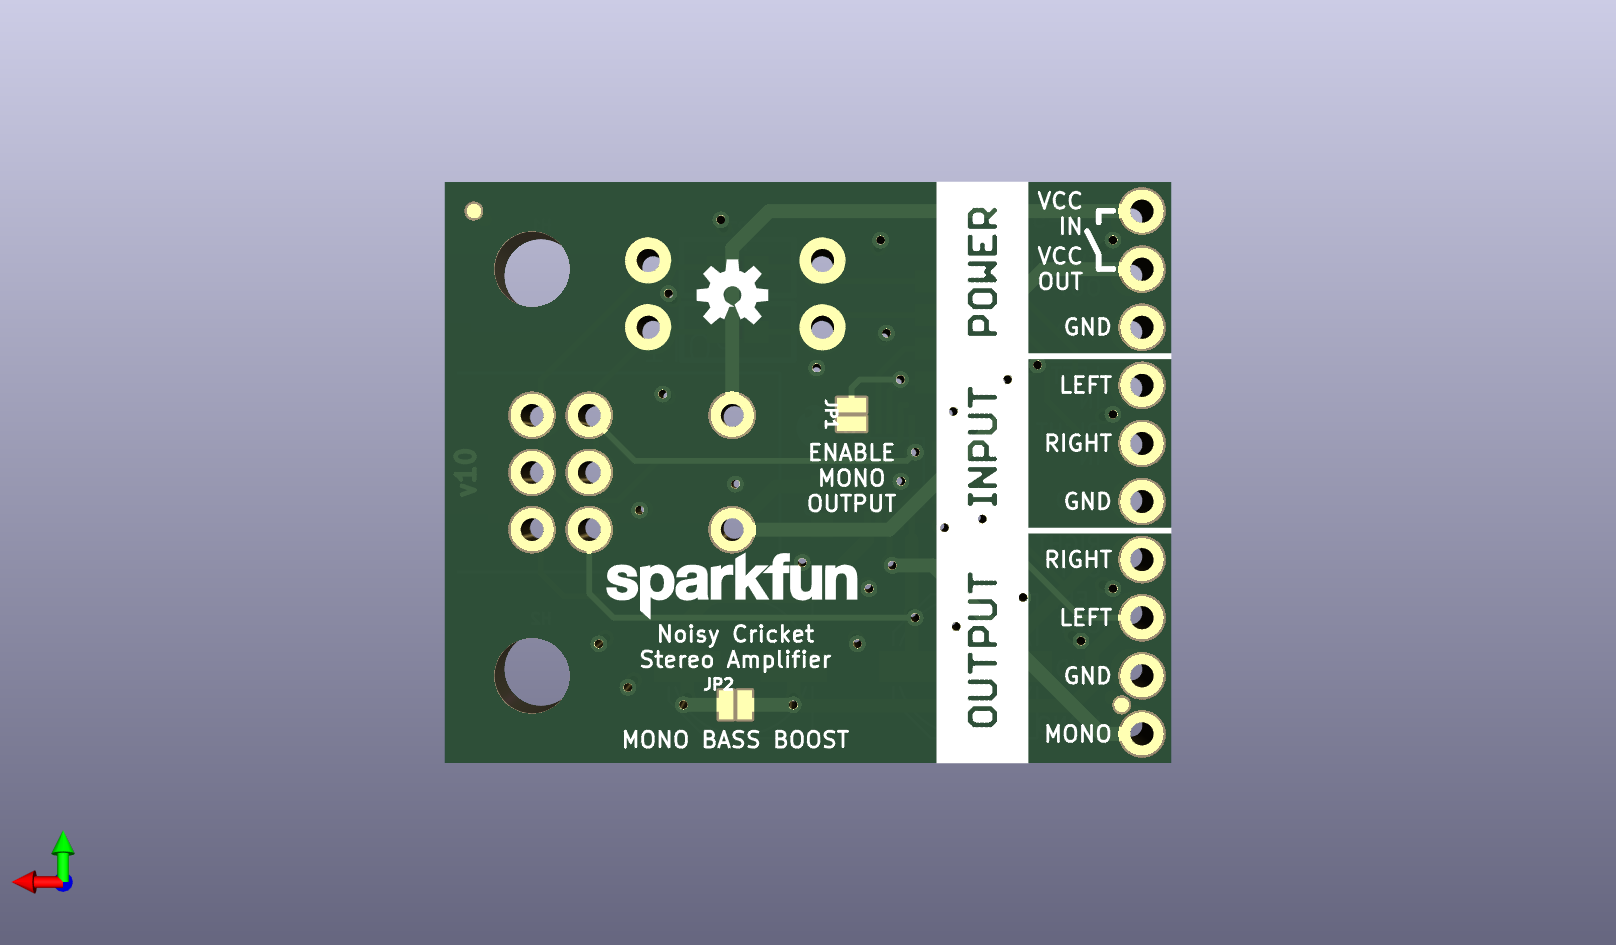 VCC
IN
VCC
OUT
GND
POWER
LEFT
RIGHT
GND
INPUT
JP1
ENABLE
MONO
OUTPUT
v10
RIGHT
LEFT
GND
MONO
OUTPUT
sparkfun
Noisy Cricket
Stereo Amplifier
JP2
MONO BASS BOOST